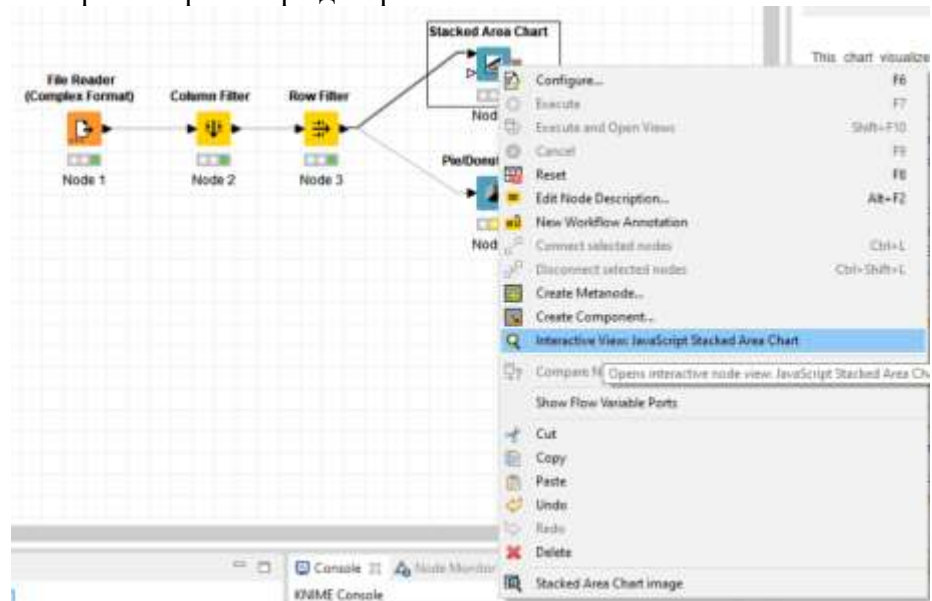 Stacked Area Chart
This chart visualize
File Reader
(Complex Format)
Column Filter
Row Filter
Node 1
Node 2
Node 3
Nod
Pie/Donut
Nod
Configure... F6
Execute F7
Execute and Open Views Shift+F10
Cancel F9
Reset F8
Edit Node Description... Alt+F2
New Workflow Annotation
Connect selected nodes Ctrl+L
Disconnect selected nodes Ctrl+Shift+L
Create Metanode...
Create Component...
Interactive View: JavaScript Stacked Area Chart
Compare N
Opens interactive node view: JavaScript Stacked Area Ch
Show Flow Variable Ports
Cut
Copy
Paste
Undo
Redo
Delete
Stacked Area Chart image
Console
Node Monitor
KNIME Console